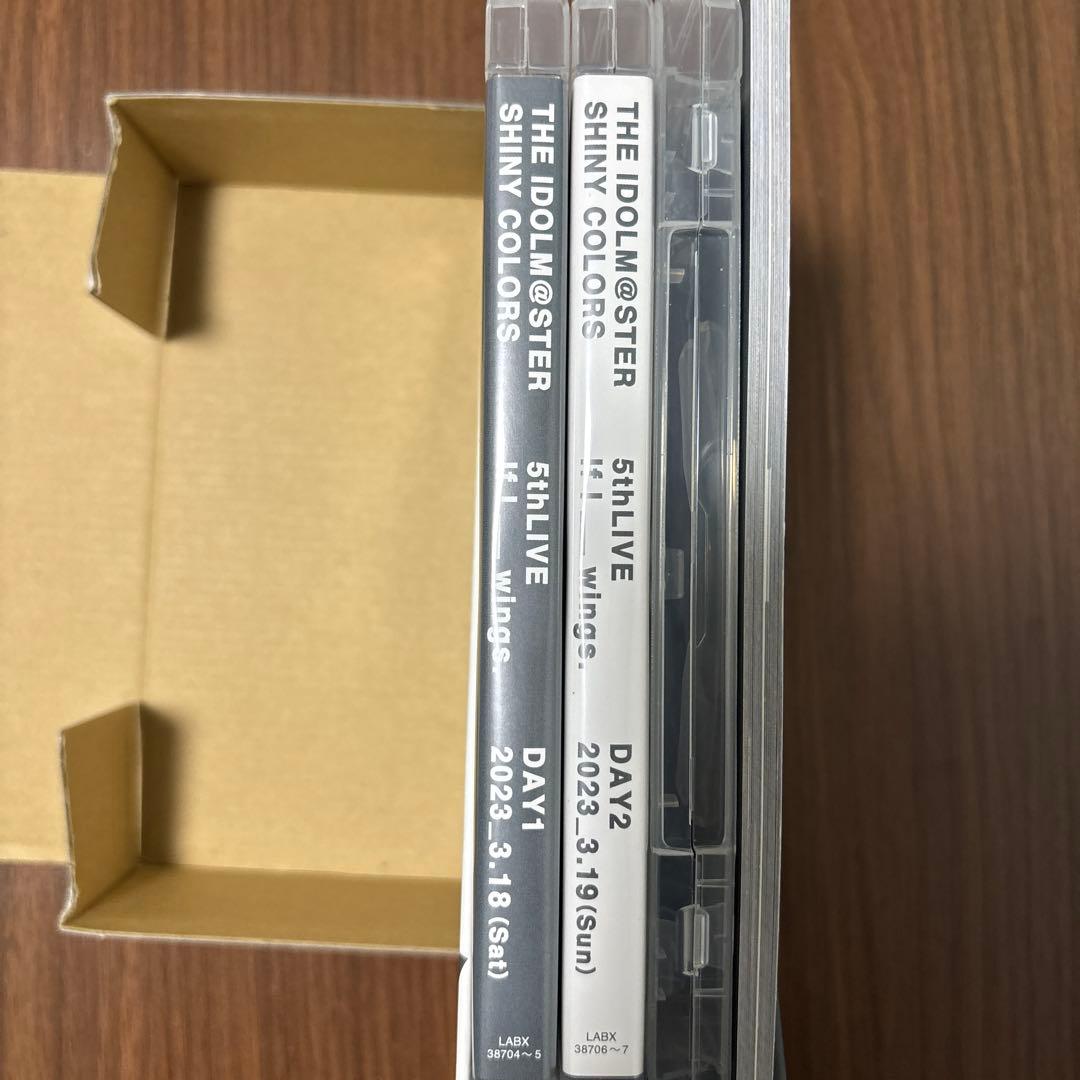 THE IDOLM@STER
SHINY COLORS
5thLIVE
If I_wings.
DAY1
2023_3.18(Sat)
LABX
38704～5
THE IDOLM@STER
SHINY COLORS
5thLIVE
If I_wings.
DAY2
2023_3.19(Sun)
LABX
38706～7